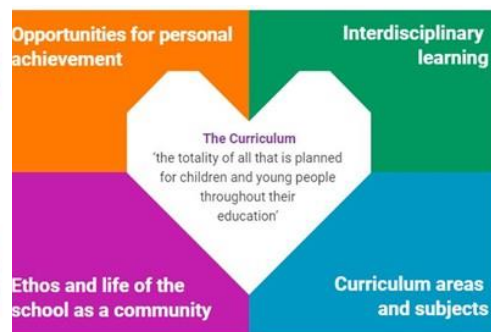 Opportunities for personal
achievement
Interdisciplinary
learning
The Curriculum
'the totality of all that is planned
for children and young people
throughout their
education'
Ethos and life of the
school as a community
Curriculum areas
and subjects